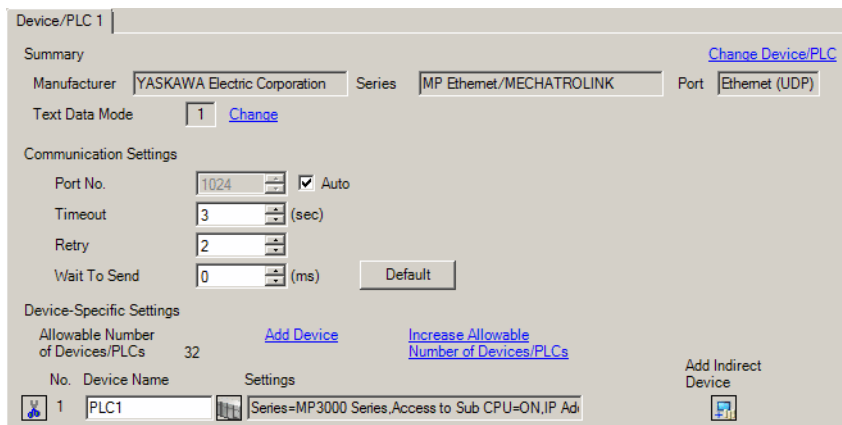 Device/PLC 1
Summary
Change Device/PLC
Manufacturer YASKAWA Electric Corporation Series MP Ethernet/MECHATROLINK Port Ethernet (UDP)
Text Data Mode 1 Change
Communication Settings
Port No. 1024 Auto
Timeout 3 (sec)
Retry 2
Wait To Send 0 (ms) Default
Device-Specific Settings
Allowable Number of Devices/PLCs 32
Add Device
Increase Allowable
Number of Devices/PLCs
Add Indirect
Device
No. Device Name Settings
1 PLC1 Series=MP3000 Series,Access to Sub CPU=ON,IP Ad